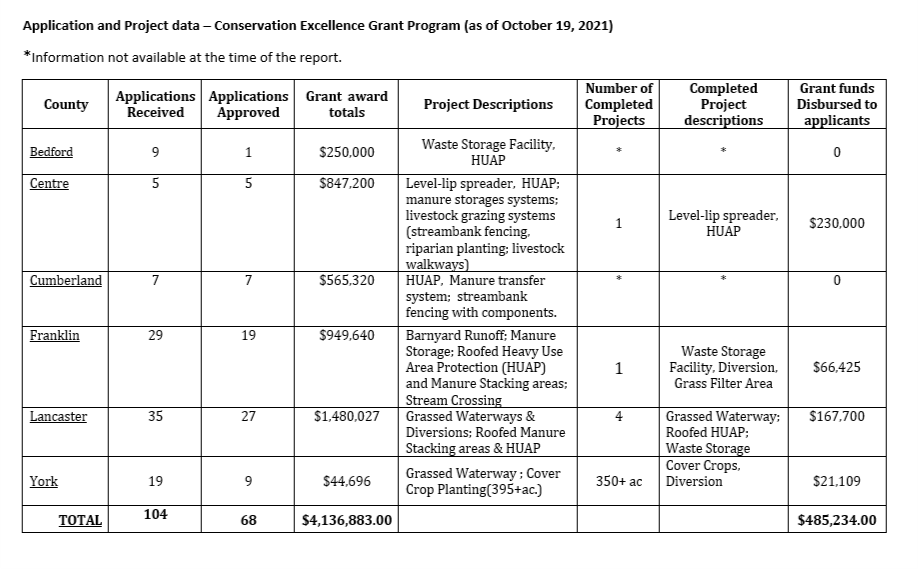 Application and Project data – Conservation Excellence Grant Program (as of October 19, 2021)
*Information not available at the time of the report.
County
Applications
Received
Applications
Approved
Grant award
totals
Project Descriptions
Number of
Completed
Projects
Completed
Project
descriptions
Grant funds
Disbursed to
applicants
Bedford
9
1
$250,000
Waste Storage Facility,
HUAP
*
*
0
Centre
5
5
$847,200
Level-lip spreader, HUAP;
manure storages systems;
livestock grazing systems
(streambank fencing,
riparian planting; livestock
walkways)
1
Level-lip spreader,
HUAP
$230,000
Cumberland
7
7
$565,320
HUAP, Manure transfer
system; streambank
fencing with components.
*
*
0
Franklin
29
19
$949,640
Barnyard Runoff; Manure
Storage; Roofed Heavy Use
Area Protection (HUAP)
and Manure Stacking areas;
Stream Crossing
1
Waste Storage
Facility, Diversion,
Grass Filter Area
$66,425
Lancaster
35
27
$1,480,027
Grassed Waterways &
Diversions; Roofed Manure
Stacking areas & HUAP
4
Grassed Waterway;
Roofed HUAP;
Waste Storage
$167,700
York
19
9
$44,696
Grassed Waterway ; Cover
Crop Planting(395+ac.)
350+ ac
Cover Crops,
Diversion
$21,109
TOTAL
104
68
$4,136,883.00
$485,234.00